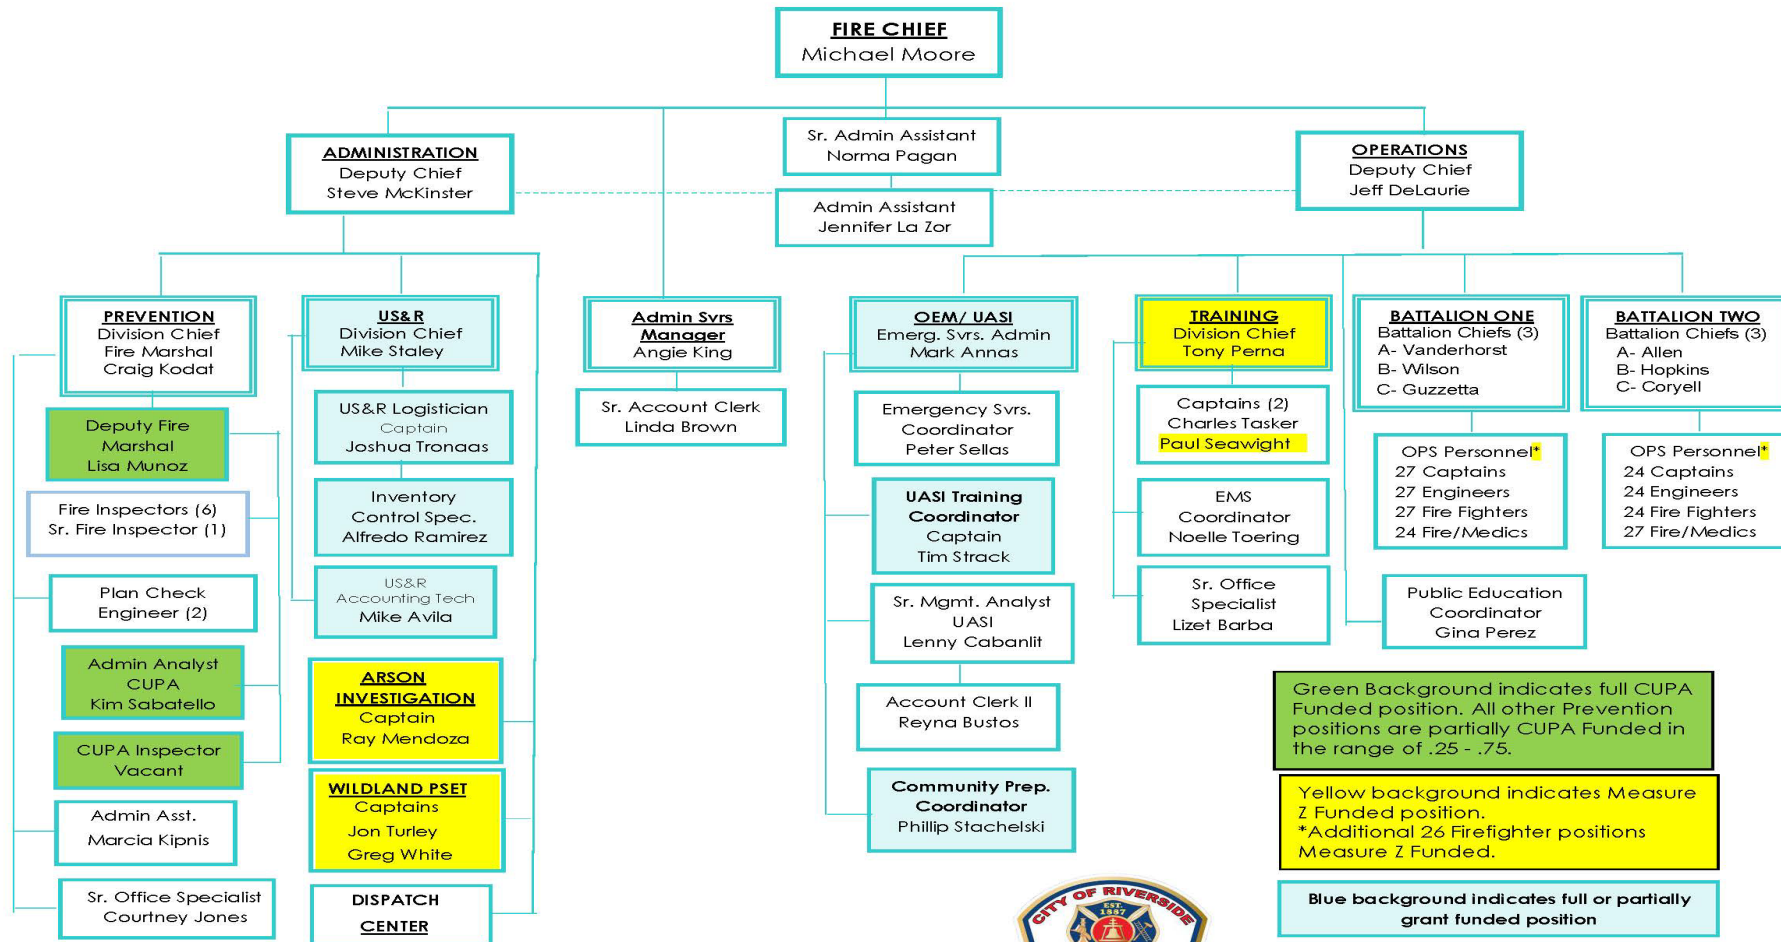 FIRE CHIEF
Michael Moore
Sr. Admin Assistant
Norma Pagan
Admin Assistant
Jennifer La Zor
ADMINISTRATION
Deputy Chief
Steve McKinster
OPERATIONS
Deputy Chief
Jeff DeLaurie
PREVENTION
Division Chief
Fire Marshal
Craig Kodat
Deputy Fire
Marshal
Lisa Munoz
Fire Inspectors (6)
Sr. Fire Inspector (1)
Plan Check
Engineer (2)
Admin Analyst
CUPA
Kim Sabatello
CUPA Inspector
Vacant
Admin Asst.
Marcia Kipnis
Sr. Office Specialist
Courtney Jones
US&R
Division Chief
Mike Staley
US&R Logistician
Captain
Joshua Tronaas
Inventory
Control Spec.
Alfredo Ramirez
US&R
Accounting Tech
Mike Avila
ARSON
INVESTIGATION
Captain
Ray Mendoza
WILDLAND PSET
Captains
Jon Turley
Greg White
DISPATCH
CENTER
Admin Svrs
Manager
Angie King
Sr. Account Clerk
Linda Brown
OEM/ UASI
Emerg. Svrs. Admin
Mark Annas
Emergency Svrs.
Coordinator
Peter Sellas
UASI Training
Coordinator
Captain
Tim Strack
Sr. Mgmt. Analyst
UASI
Lenny Cabanlit
Account Clerk II
Reyna Bustos
Community Prep.
Coordinator
Phillip Stachelski
TRAINING
Division Chief
Tony Perna
Captains (2)
Charles Tasker
Paul Seawight
EMS
Coordinator
Noelle Toering
Sr. Office
Specialist
Lizet Barba
BATTALION ONE
Battalion Chiefs (3)
A- Vanderhorst
B- Wilson
C- Guzzetta
OPS Personnel*
27 Captains
27 Engineers
27 Fire Fighters
24 Fire/Medics
BATTALION TWO
Battalion Chiefs (3)
A- Allen
B- Hopkins
C- Coryell
OPS Personnel*
24 Captains
24 Engineers
24 Fire Fighters
27 Fire/Medics
Public Education
Coordinator
Gina Perez
Green Background indicates full CUPA
Funded position. All other Prevention
positions are partially CUPA Funded in
the range of .25 - .75.
Yellow background indicates Measure
Z Funded position.
*Additional 26 Firefighter positions
Measure Z Funded.
Blue background indicates full or partially
grant funded position
CITY OF RIVERSIDE
EST.
1887